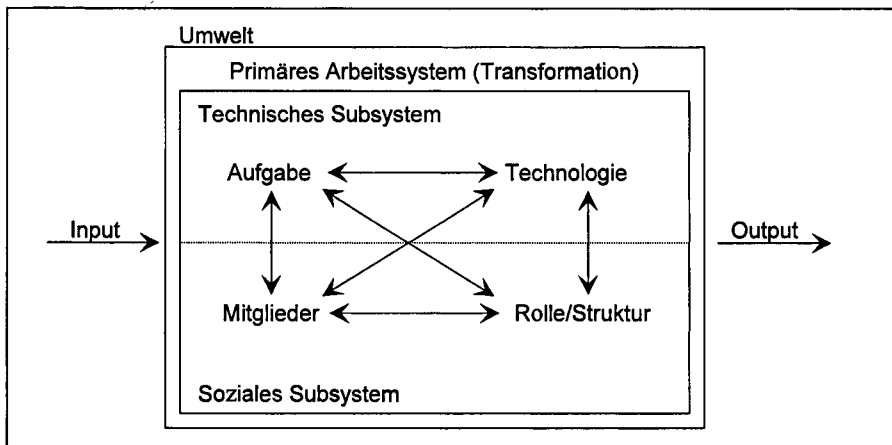 Umwelt
Primäres Arbeitssystem (Transformation)
Technisches Subsystem
Aufgabe Technologie
Input Output
Mitglieder Rolle/Struktur
Soziales Subsystem